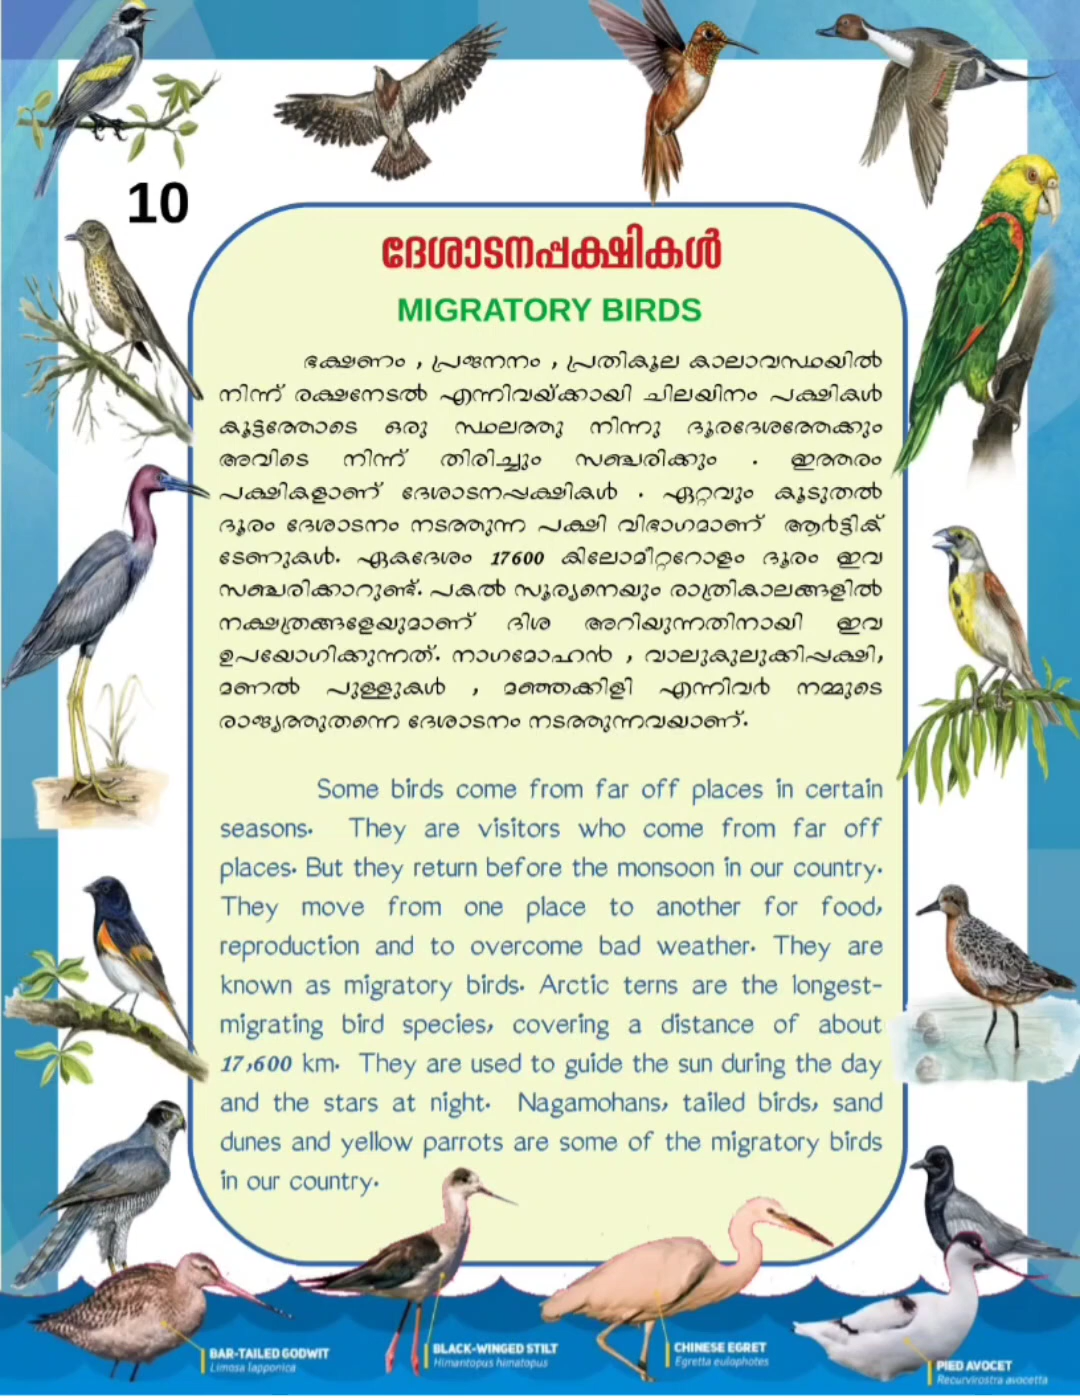 10
ദേശാടനപ്പക്ഷികൾ
MIGRATORY BIRDS
ഭക്ഷണം , പ്രജനനം , പ്രതികൂല കാലാവസ്ഥയിൽ
നിന്ന് രക്ഷനേടൽ എന്നിവയ്ക്കായി ചിലയിനം പക്ഷികൾ
കൂട്ടത്തോടെ ഒരു സ്ഥലത്തു നിന്നു ദൂരദേശത്തേക്കും
അവിടെ നിന്ന് തിരിച്ചും സഞ്ചരിക്കും . ഇത്തരം
പക്ഷികളാണ് ദേശാടനപ്പക്ഷികൾ . ഏറ്റവും കൂടുതൽ
ദൂരം ദേശാടനം നടത്തുന്ന പക്ഷി വിഭാഗമാണ് ആർട്ടിക്
ടേണുകൾ. ഏകദേശം 17600 കിലോമീറ്ററോളം ദൂരം ഇവ
സഞ്ചരിക്കാറുണ്ട്. പകൽ സൂര്യനെയും രാത്രികാലങ്ങളിൽ
നക്ഷത്രങ്ങളേയുമാണ് ദിശ അറിയുന്നതിനായി ഇവ
ഉപയോഗിക്കുന്നത്. നാഗമോഹൻ , വാലുകുലുക്കിപ്പക്ഷി,
മണൽ പുള്ളുകൾ , മഞ്ഞക്കിളി എന്നിവർ നമ്മുടെ
രാജ്യത്തുതന്നെ ദേശാടനം നടത്തുന്നവയാണ്.
Some birds come from far off places in certain
seasons. They are visitors who come from far off
places. But they return before the monsoon in our country.
They move from one place to another for food,
reproduction and to overcome bad weather. They are
known as migratory birds. Arctic terns are the longest-
migrating bird species, covering a distance of about
17,600 km. They are used to guide the sun during the day
and the stars at night. Nagamohans, tailed birds, sand
dunes and yellow parrots are some of the migratory birds
in our country.
BAR-TAILED GODWIT
Limosa lapponica
BLACK-WINGED STILT
Himantopus himatopus
CHINESE EGRET
Egretta eulophotes
PIED AVOCET
Recurvirostra avocetta